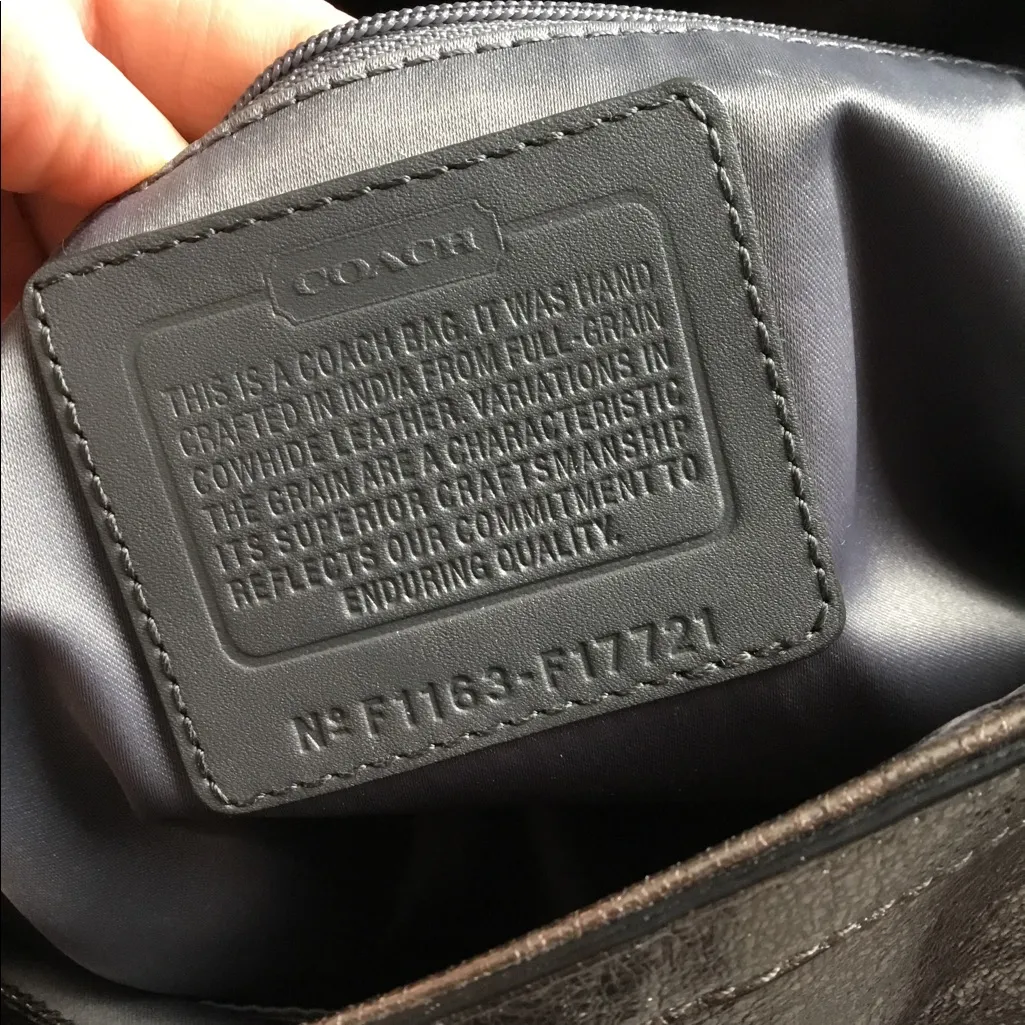 COACH
THIS IS A COACH BAG. IT WAS HAND
CRAFTED IN INDIA FROM FULL-GRAIN
COWHIDE LEATHER. VARIATIONS IN
THE GRAIN ARE A CHARACTERISTIC
ITS SUPERIOR CRAFTSMANSHIP
REFLECTS OUR COMMITMENT TO
ENDURING QUALITY.
Nº F1163-F17721